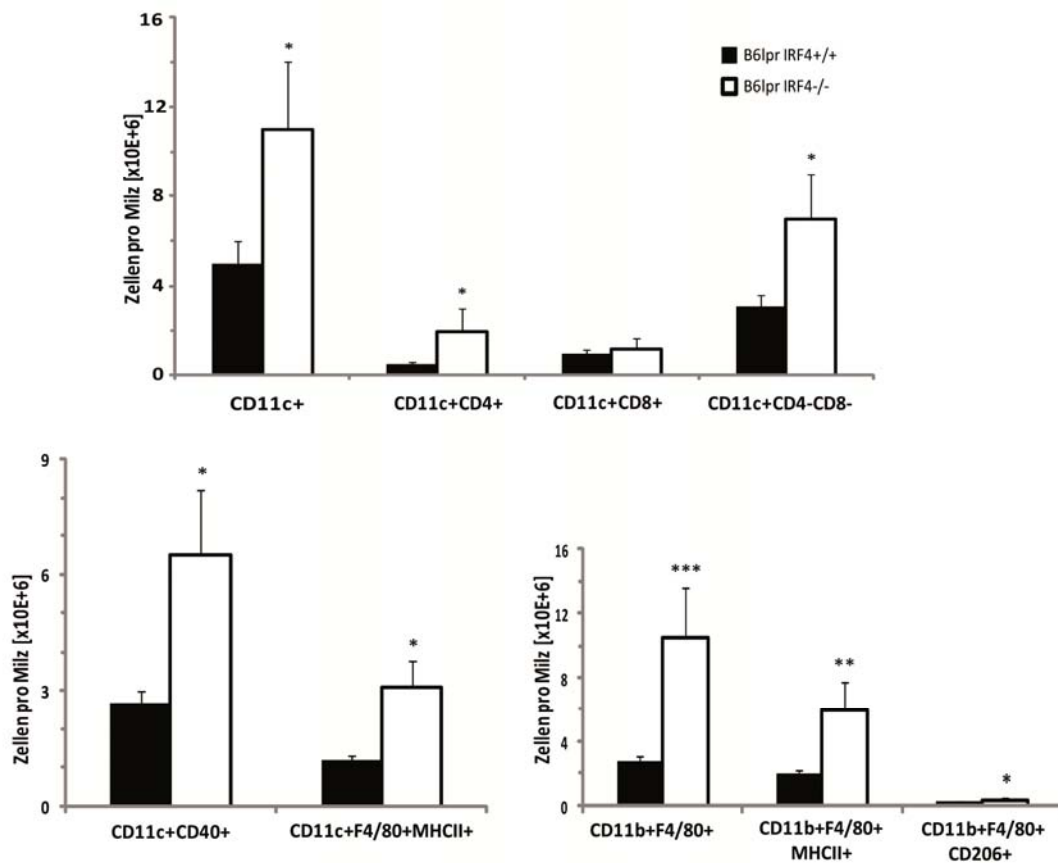 16
12
8
4
0
Zellen pro Milz [x10E+6]
*
*
*
B6lpr IRF4+/+
B6lpr IRF4-/-
CD11c+
CD11c+CD4+
CD11c+CD8+
CD11c+CD4-CD8-
9
6
3
0
Zellen pro Milz [x10E+6]
*
*
CD11c+CD40+
CD11c+F4/80+MHCII+
16
12
8
4
0
Zellen pro Milz [x10E+6]
***
**
*
CD11b+F4/80+
CD11b+F4/80+
MHCII+
CD11b+F4/80+
CD206+